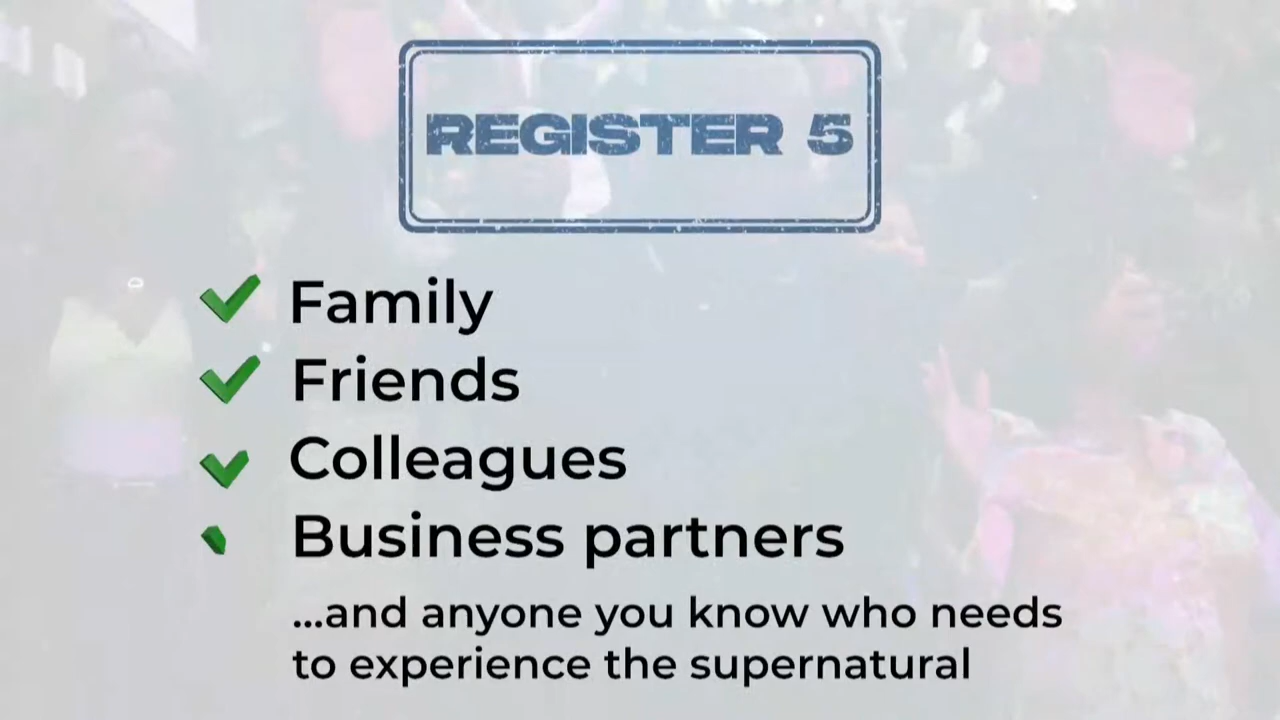 REGISTER 5
Family
Friends
Colleagues
Business partners
...and anyone you know who needs
to experience the supernatural